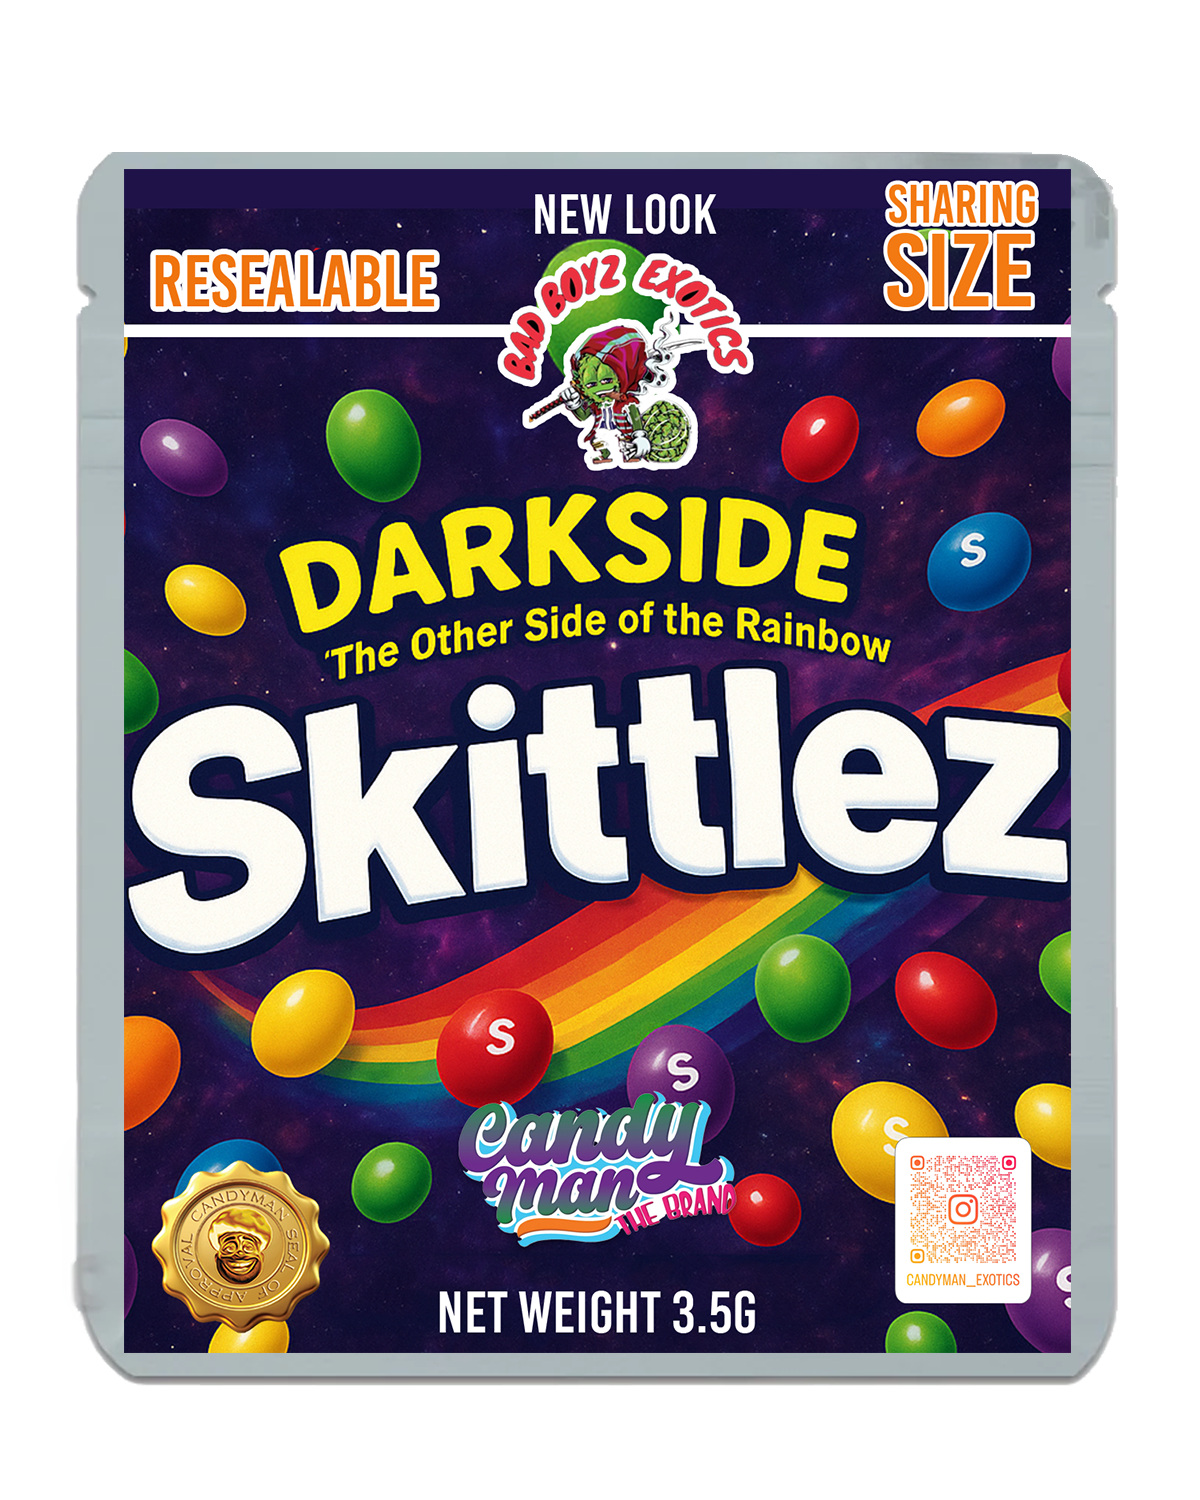 NEW LOOK
SHARING
SIZE
RESEALABLE
BAD BOYZ EXOTICS
DARKSIDE
'The Other Side of the Rainbow
Skittlez
S
S
S
S
S
Candy
Man
THE BRAND
CANDYMAN SEAL OF APPROVAL
CANDYMAN_EXOTICS
NET WEIGHT 3.5G